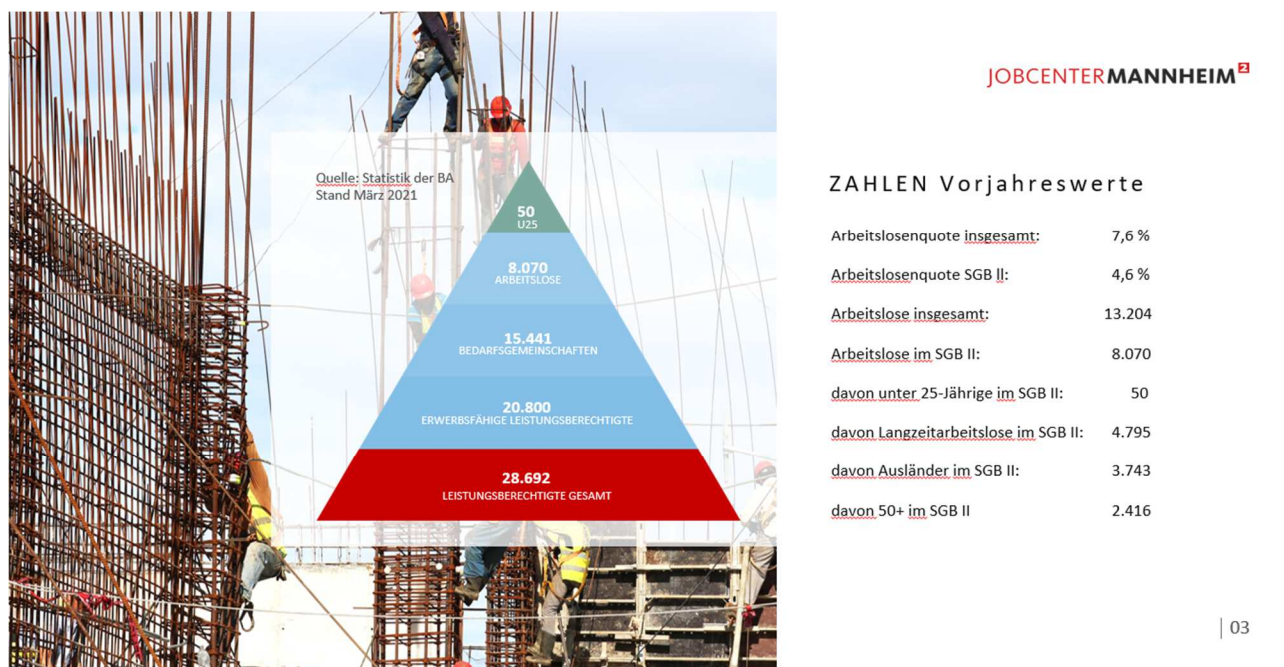 Quelle: Statistik der BA
Stand März 2021
50
U25
8.070
ARBEITSLOSE
15.441
BEDARFSGEMEINSCHAFTEN
20.800
ERWERBSFÄHIGE LEISTUNGSBERECHTIGTE
28.692
LEISTUNGSBERECHTIGTE GESAMT
JOBCENTERMANNHEIM2
ZAHLEN Vorjahreswerte
Arbeitslosenquote insgesamt: 7,6 %
Arbeitslosenquote SGB ll: 4,6 %
Arbeitslose insgesamt: 13.204
Arbeitslose im SGB II: 8.070
davon unter 25-Jährige im SGB II: 50
davon Langzeitarbeitslose im SGB II: 4.795
davon Ausländer im SGB II: 3.743
davon 50+ im SGB II 2.416
| 03